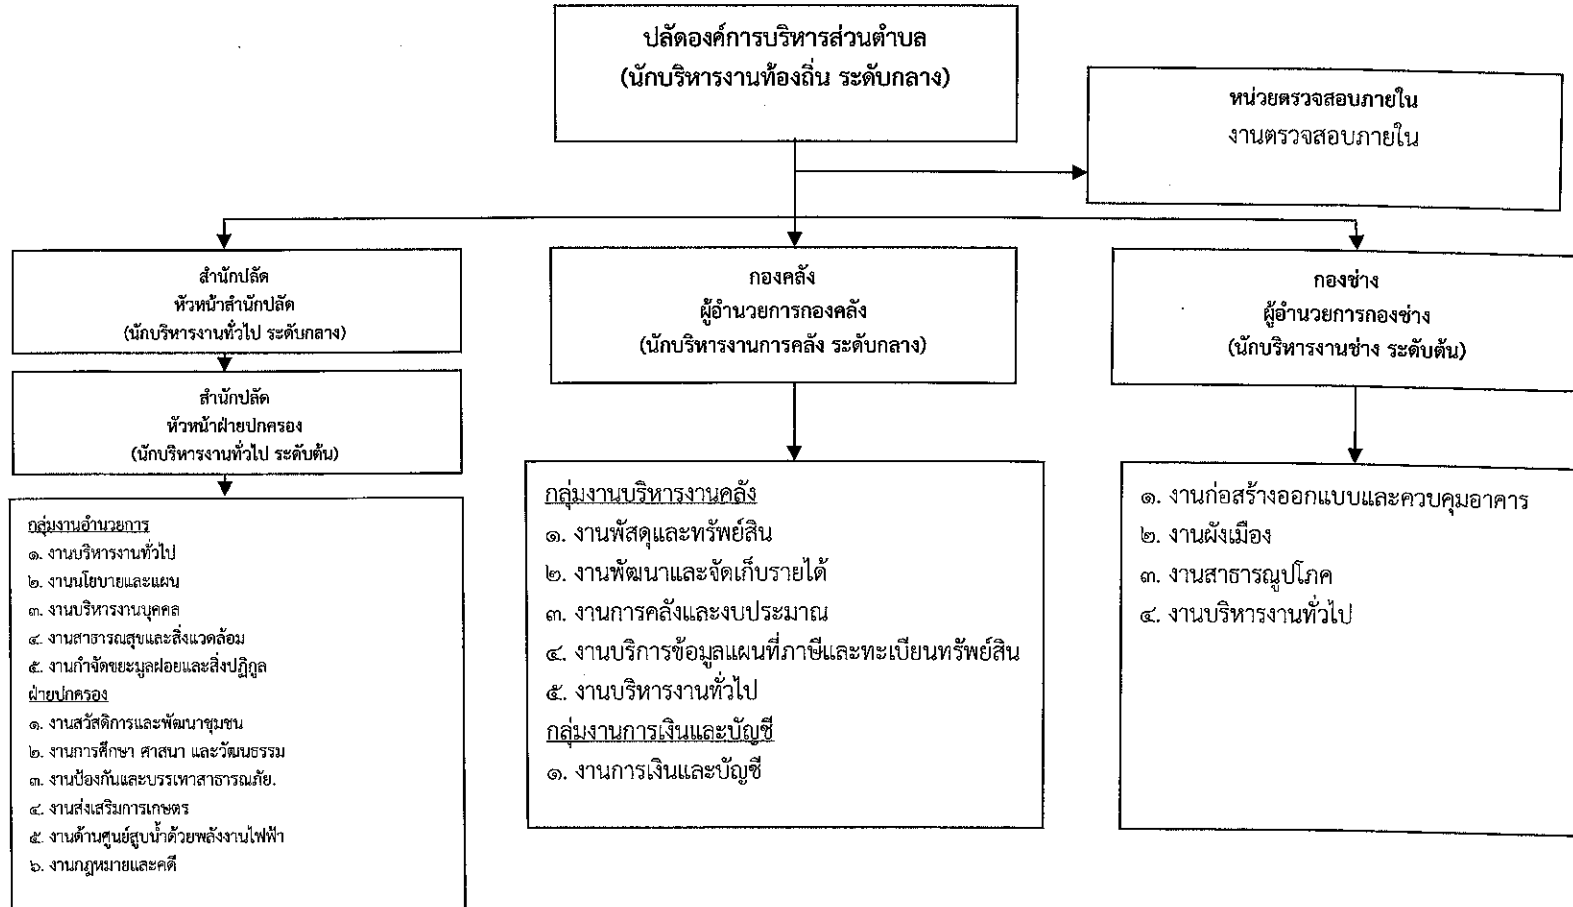 ปลัดองค์การบริหารส่วนตำบล
(นักบริหารงานท้องถิ่น ระดับกลาง)
หน่วยตรวจสอบภายใน
งานตรวจสอบภายใน
สำนักปลัด
หัวหน้าสำนักปลัด
(นักบริหารงานทั่วไป ระดับกลาง)
สำนักปลัด
หัวหน้าฝ่ายปกครอง
(นักบริหารงานทั่วไป ระดับต้น)
กลุ่มงานอำนวยการ
๑. งานบริหารงานทั่วไป
๒. งานนโยบายและแผน
๓. งานบริหารงานบุคคล
๔. งานสาธารณสุขและสิ่งแวดล้อม
๕. งานกำจัดขยะมูลฝอยและสิ่งปฏิกูล
ฝ่ายปกครอง
๑. งานสวัสดิการและพัฒนาชุมชน
๒. งานการศึกษา ศาสนา และวัฒนธรรม
๓. งานป้องกันและบรรเทาสาธารณภัย.
๔. งานส่งเสริมการเกษตร
๕. งานด้านศูนย์สูบน้ำด้วยพลังงานไฟฟ้า
๖. งานกฎหมายและคดี
กองคลัง
ผู้อำนวยการกองคลัง
(นักบริหารงานการคลัง ระดับกลาง)
กลุ่มงานบริหารงานคลัง
๑. งานพัสดุและทรัพย์สิน
๒. งานพัฒนาและจัดเก็บรายได้
๓. งานการคลังและงบประมาณ
๔. งานบริการข้อมูลแผนที่ภาษีและทะเบียนทรัพย์สิน
๕. งานบริหารงานทั่วไป
กลุ่มงานการเงินและบัญชี
๑. งานการเงินและบัญชี
กองช่าง
ผู้อำนวยการกองช่าง
(นักบริหารงานช่าง ระดับต้น)
๑. งานก่อสร้างออกแบบและควบคุมอาคาร
๒. งานผังเมือง
๓. งานสาธารณูปโภค
๔. งานบริหารงานทั่วไป